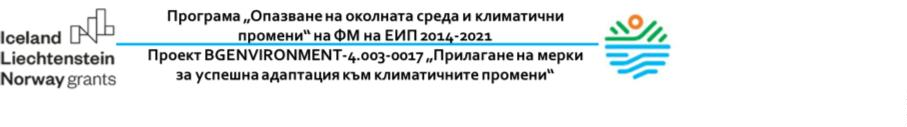 Iceland
Liechtenstein
Norway grants
Програма „Опазване на околната среда и климатични
промени“ на ФМ на ЕИП 2014-2021
Проект BGENVIRONMENT-4.003-0017 „Прилагане на мерки
за успешна адаптация към климатичните промени“